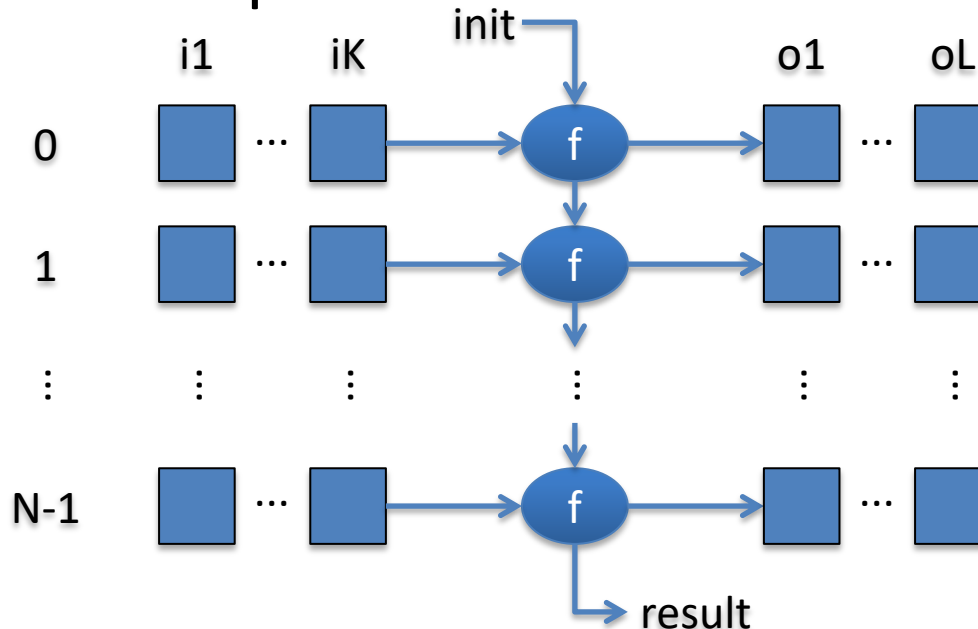 init
i1 iK o1 oL
0 ... f ...
1 ... f ...
⋮ ⋮ ⋮ ⋮ ⋮ ⋮
N-1 ... f ...
result